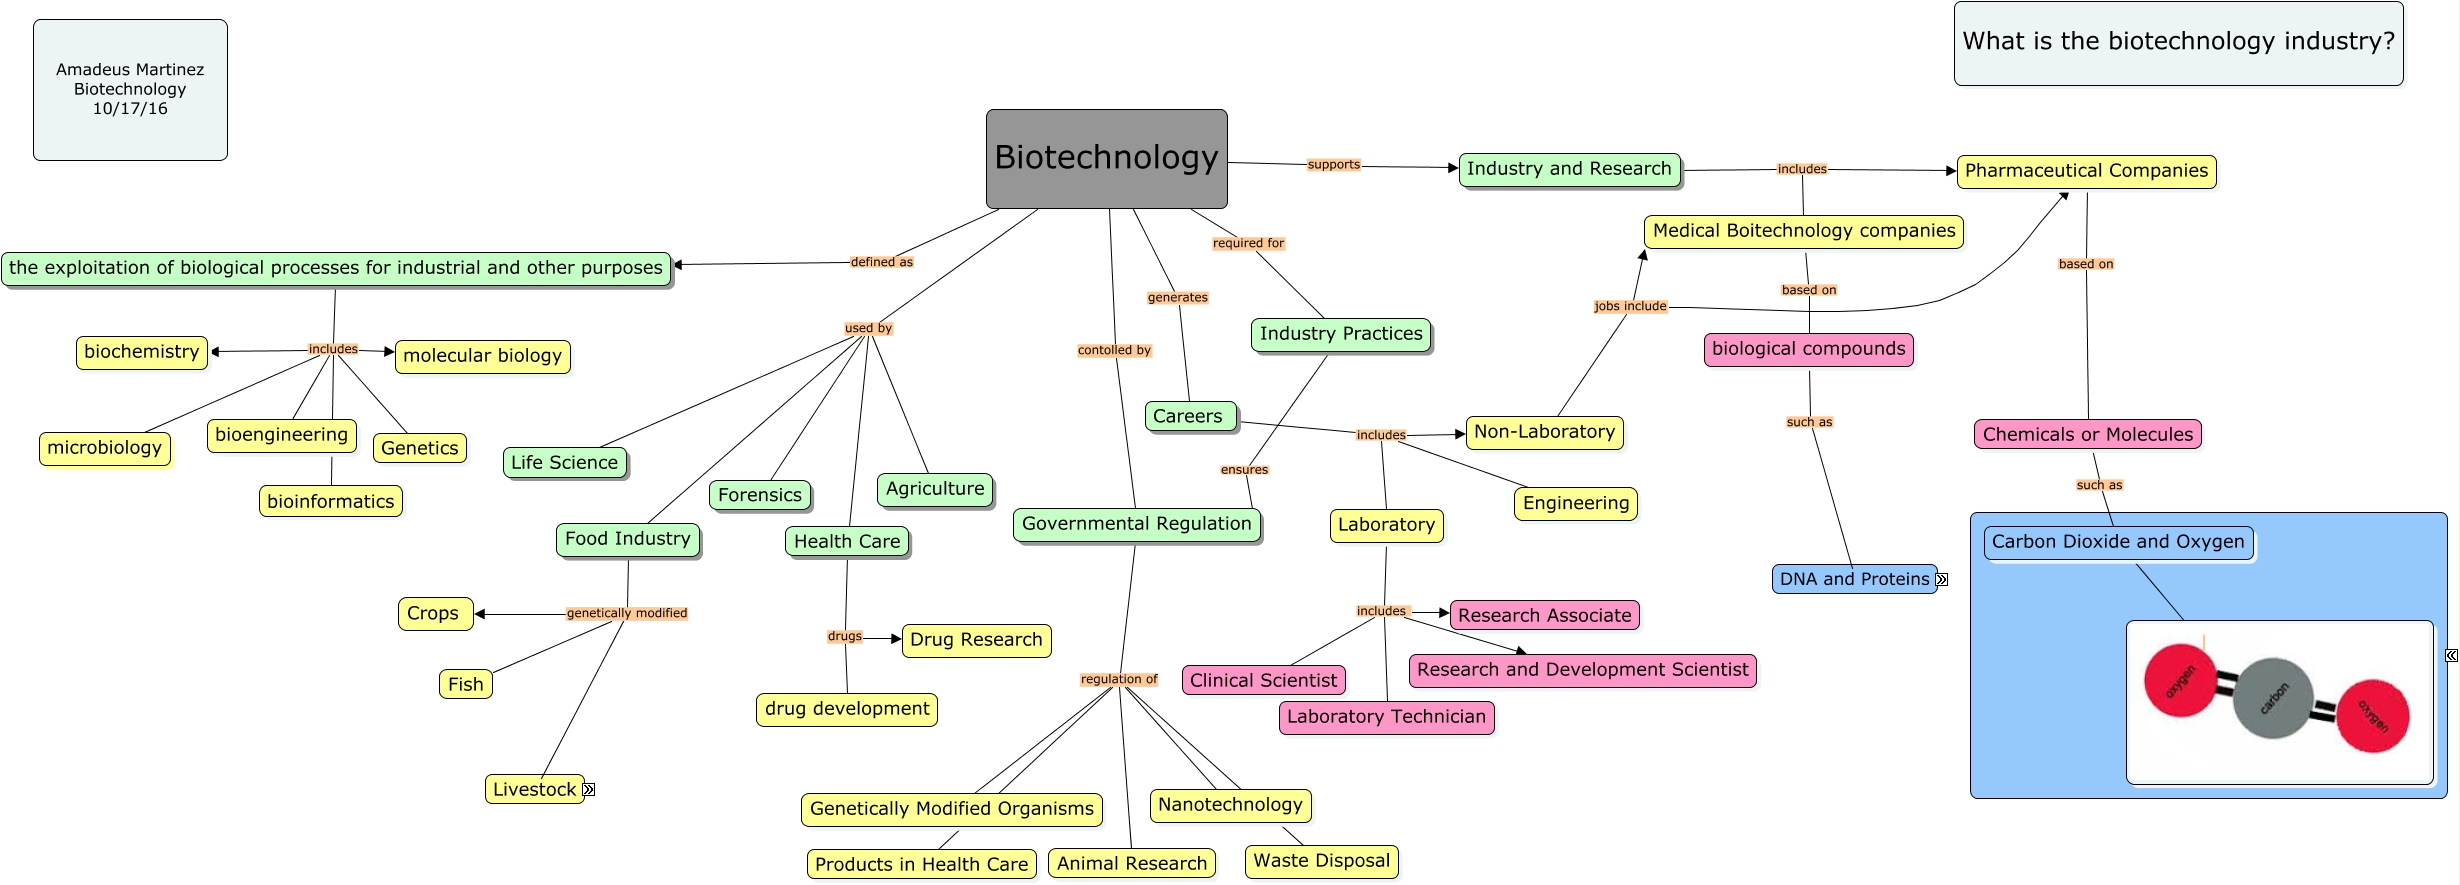 Amadeus Martinez
Biotechnology
10/17/16
What is the biotechnology industry?
Biotechnology
supports
Industry and Research
includes
Pharmaceutical Companies
Medical Boitechnology companies
required for
defined as
the exploitation of biological processes for industrial and other purposes
based on
based on
generates
jobs include
used by
Industry Practices
includes
biochemistry
molecular biology
contolled by
biological compounds
Careers
includes
Non-Laboratory
such as
Chemicals or Molecules
microbiology
bioengineering
Genetics
bioinformatics
Life Science
Forensics
Agriculture
ensures
such as
Engineering
Food Industry
Health Care
Governmental Regulation
Laboratory
Carbon Dioxide and Oxygen
DNA and Proteins
Crops
genetically modified
drugs
Drug Research
includes
Research Associate
Fish
regulation of
Clinical Scientist
Research and Development Scientist
oxygen
carbon
oxygen
drug development
Laboratory Technician
Livestock
Genetically Modified Organisms
Nanotechnology
Products in Health Care
Animal Research
Waste Disposal